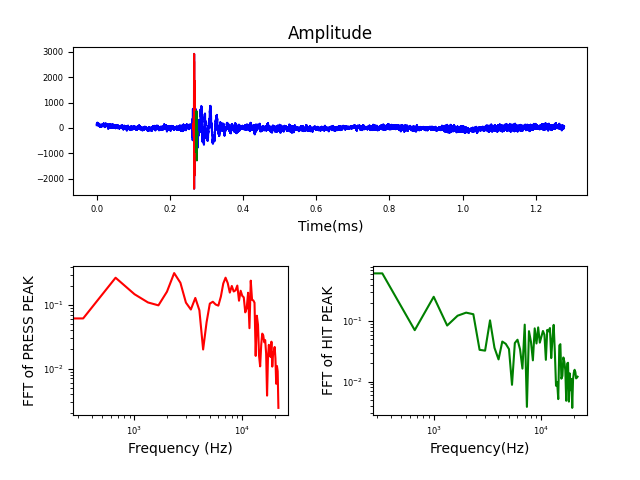 Amplitude
3000
2000
1000
0
−1000
−2000
0.0 0.2 0.4 0.6 0.8 1.0 1.2
Time(ms)
FFT of PRESS PEAK
10⁻¹
10⁻²
10³ 10⁴
Frequency (Hz)
FFT of HIT PEAK
10⁻¹
10⁻²
10³ 10⁴
Frequency(Hz)